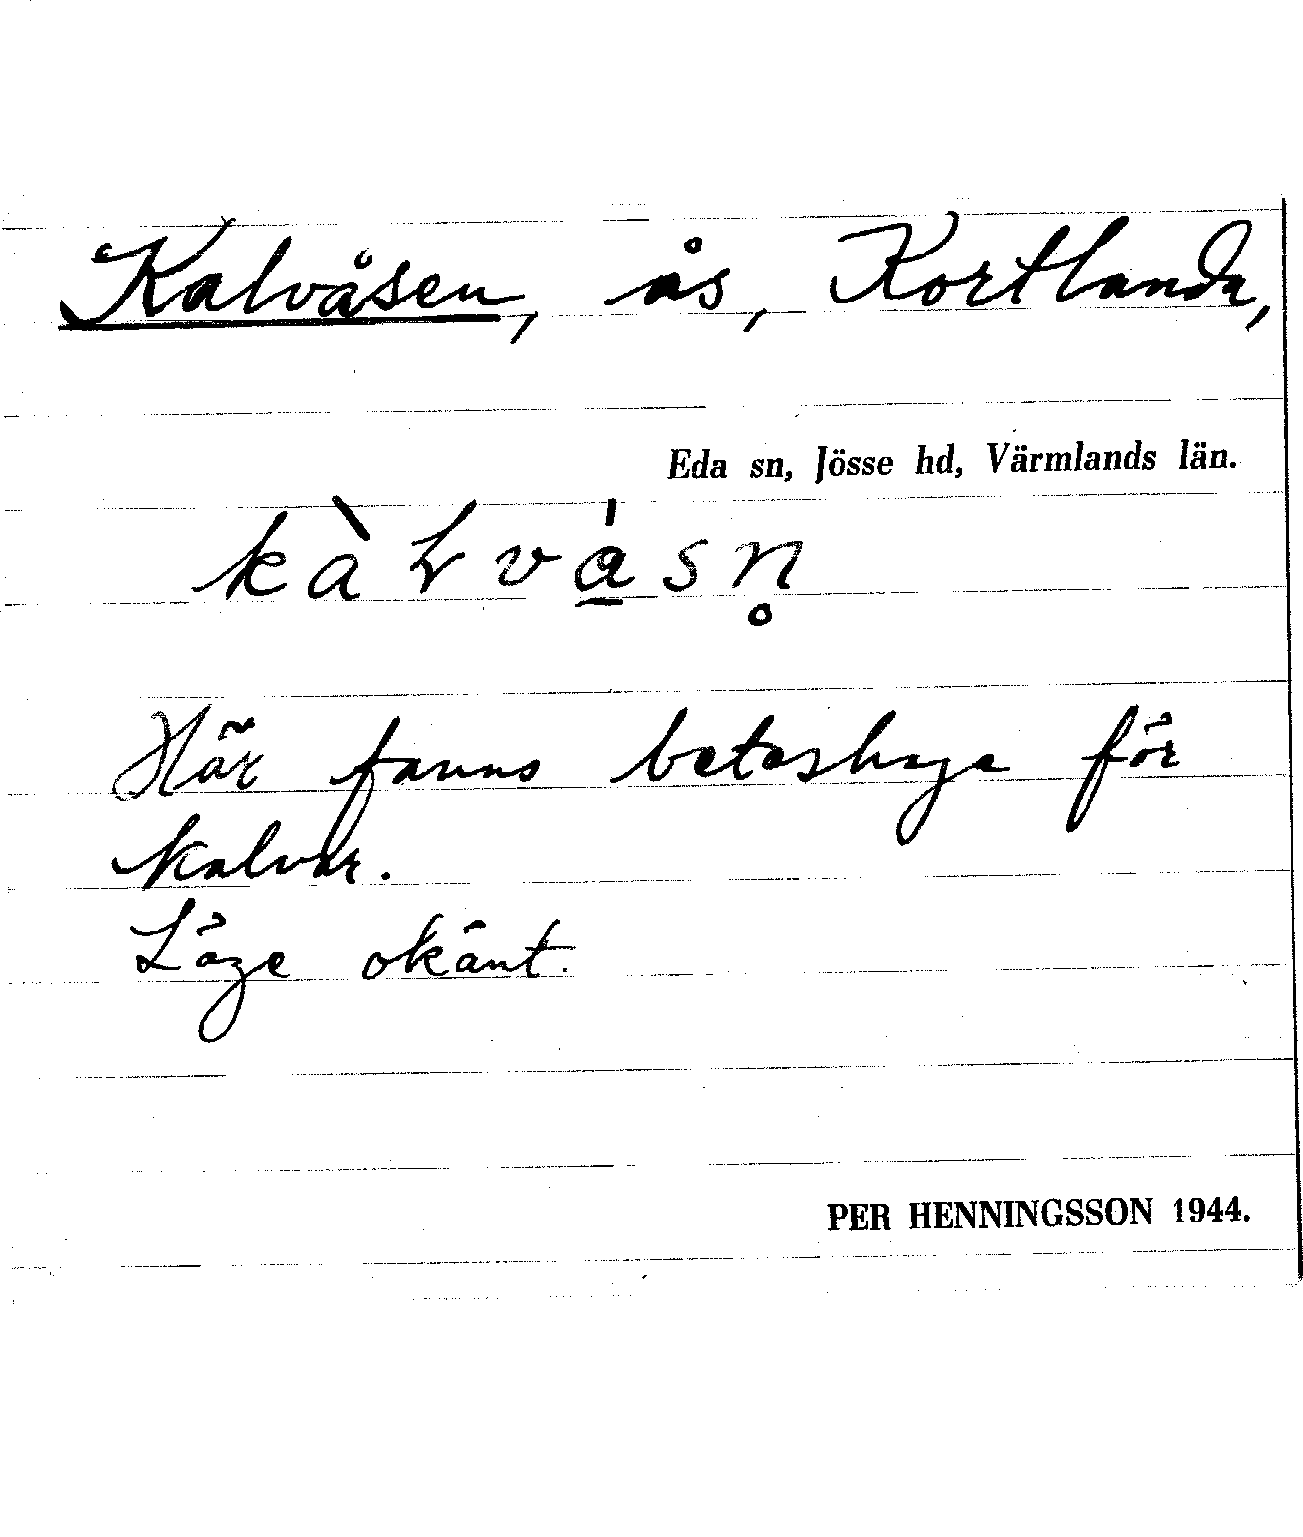 Kalvåsen, ås, Kortlanda,
Eda sn, Jösse hd, Värmlands län.
Här fanns beteshage för
kalvar.
Läge okänt.
PER HENNINGSSON 1944.